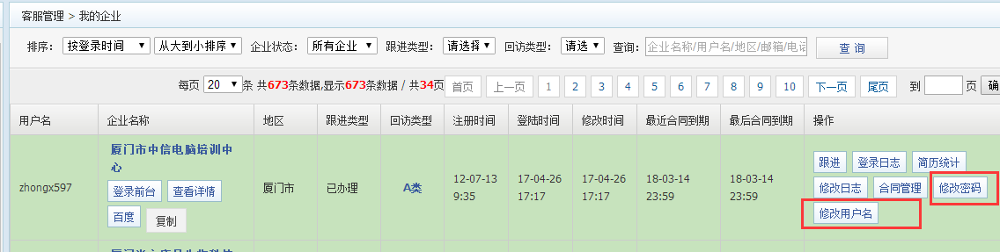 客服管理 > 我的企业
排序： 按登录时间 从大到小排序 企业状态： 所有企业 跟进类型： 请选择 回访类型： 请选 查询： 企业名称/用户名/地区/邮箱/电话 查 询
每页 20 条 共673条数据,显示673条数据 / 共34页 首页 上一页 1 2 3 4 5 6 7 8 9 10 下一页 尾页 到 页 确
用户名 企业名称 地区 跟进类型 回访类型 注册时间 登陆时间 修改时间 最近合同到期 最后合同到期 操作
zhongx597
厦门市中信电脑培训中
心
登录前台 查看详情
百度 复制
厦门市
已办理
A类
12-07-13
9:35
17-04-26
17:17
17-04-26
17:17
18-03-14
23:59
18-03-14
23:59
跟进 登录日志 简历统计
修改日志 合同管理 修改密码
修改用户名